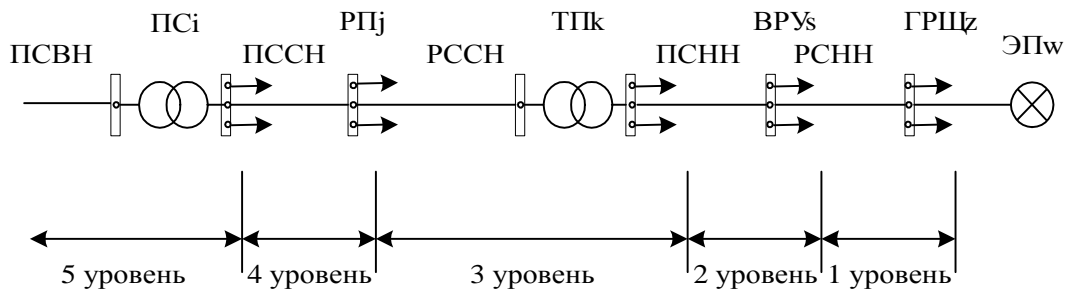 ПСi
РПj
ТПk
ВРУs
ГРЩz
ЭПw
ПСВН
ПССН
РССН
ПСНН
РСНН
5 уровень
4 уровень
3 уровень
2 уровень
1 уровень